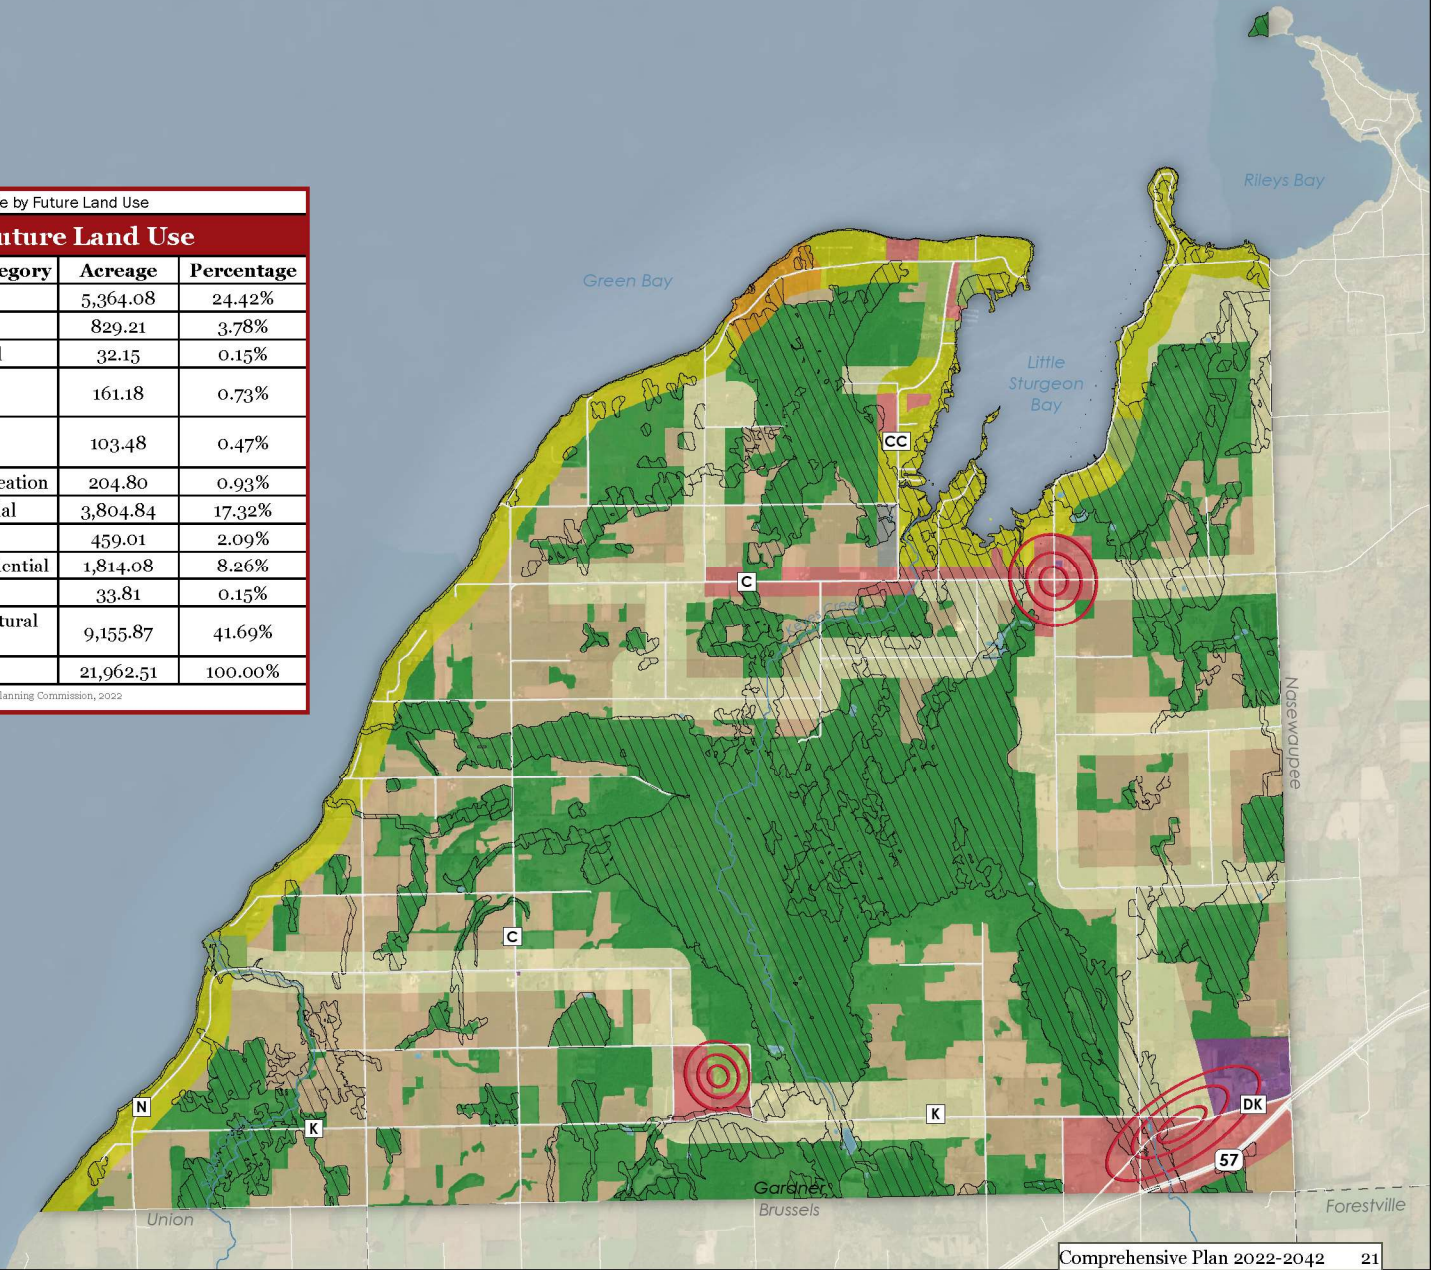 e by Future Land Use
uture Land Use
egory Acreage Percentage
5,364.08 24.42%
829.21 3.78%
l 32.15 0.15%
161.18 0.73%
103.48 0.47%
eation 204.80 0.93%
al 3,804.84 17.32%
459.01 2.09%
ential 1,814.08 8.26%
33.81 0.15%
tural
9,155.87 41.69%
21,962.51 100.00%
lanning Commission, 2022
Rileys Bay
Green Bay
Little
Sturgeon
Bay
CC
C
Nasewaupee
C
N
K
K
DK
57
Gardner
Brussels
Union
Forestville
Comprehensive Plan 2022-2042 21